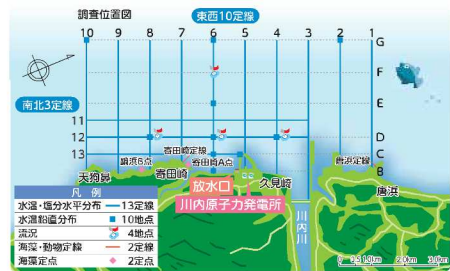 調査位置図
東西10定線
10 9 8 7 6 5 4 3 2 1
G
F
南北3定線
E
11
12 D
13 C
B
寄田崎定線
寄田崎A点
唐浜定線
天狗鼻
寄田崎
放水口
久見崎
唐浜
川内原子力発電所
川内川
凡例
水温・塩分水平分布 13定線
水温鉛直分布 10地点
流況 4地点
海藻・動物定線 2定線
海藻定点 2点